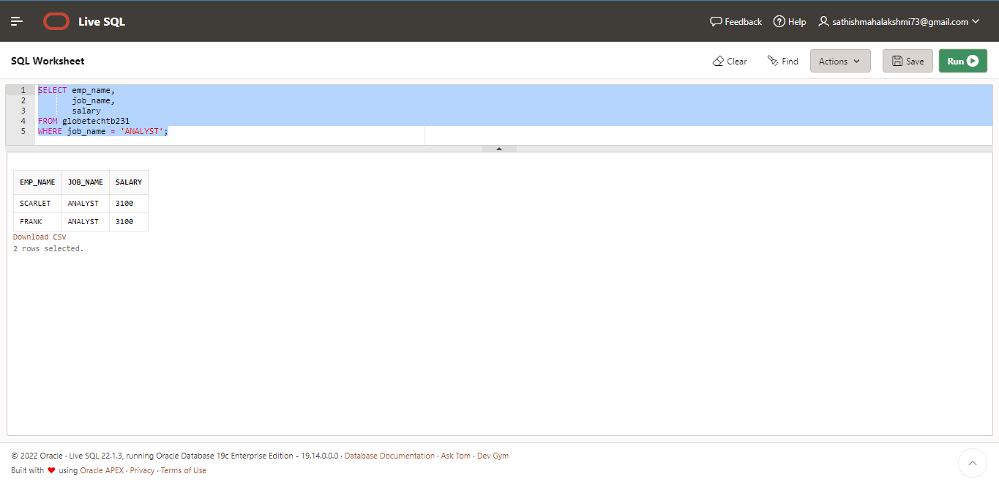 Live SQL
Feedback Help sathishmahalakshmi73@gmail.com
SQL Worksheet
Clear Find Actions Save Run
1 SELECT emp_name,
2 job_name,
3 salary
4 FROM globetechtb231
5 WHERE job_name = 'ANALYST';
EMP_NAME JOB_NAME SALARY
SCARLET ANALYST 3100
FRANK ANALYST 3100
Download CSV
2 rows selected.
© 2022 Oracle · Live SQL 22.1.3, running Oracle Database 19c Enterprise Edition - 19.14.0.0.0 · Database Documentation · Ask Tom · Dev Gym
Built with ❤ using Oracle APEX · Privacy · Terms of Use